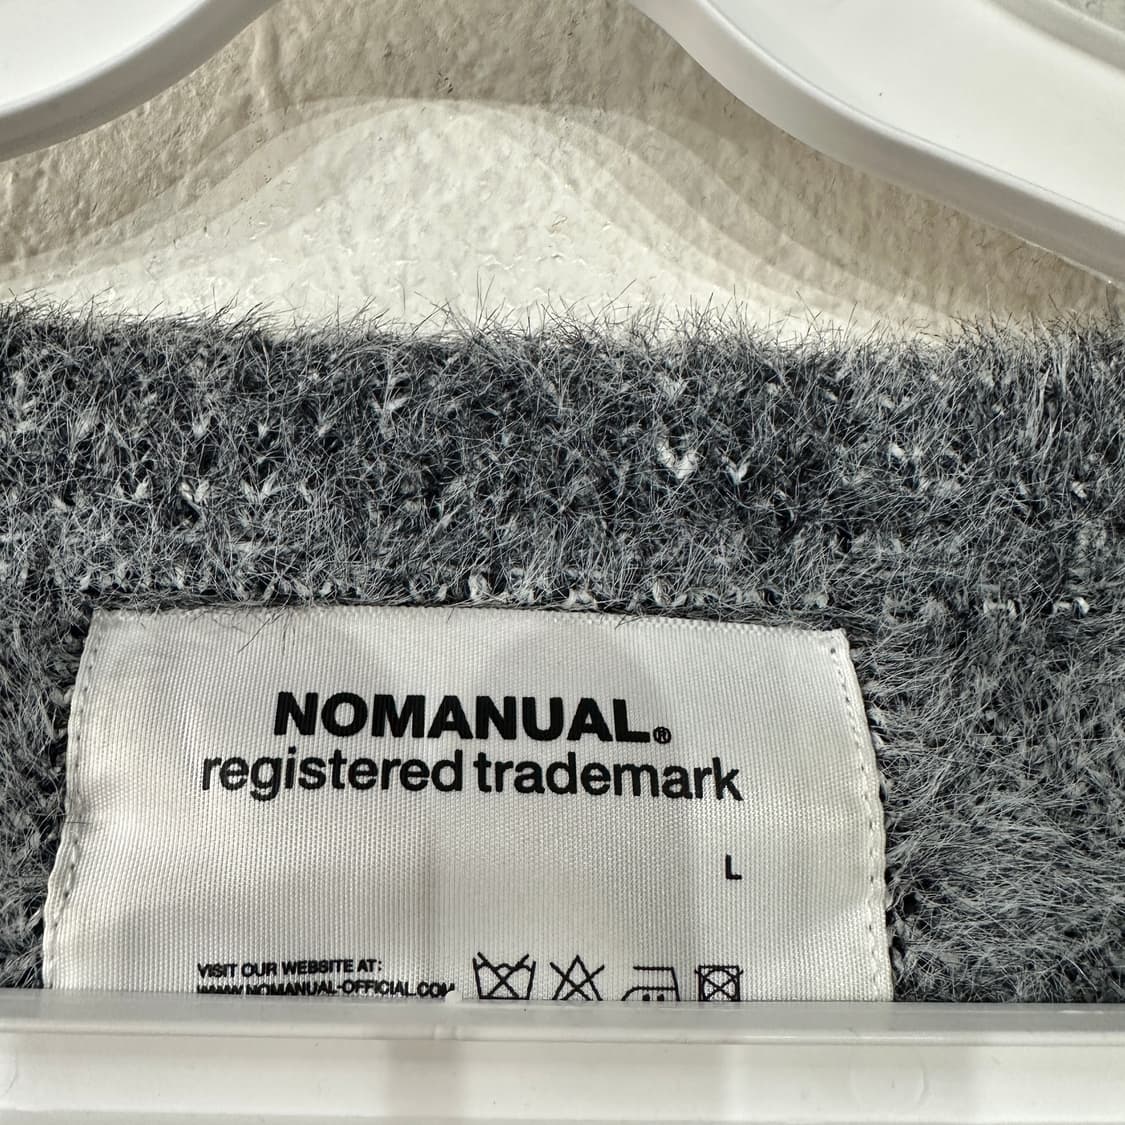 NOMANUAL®
registered trademark
L
VISIT OUR WEBSITE AT:
WWW.NOMANUAL-OFFICIAL.COM